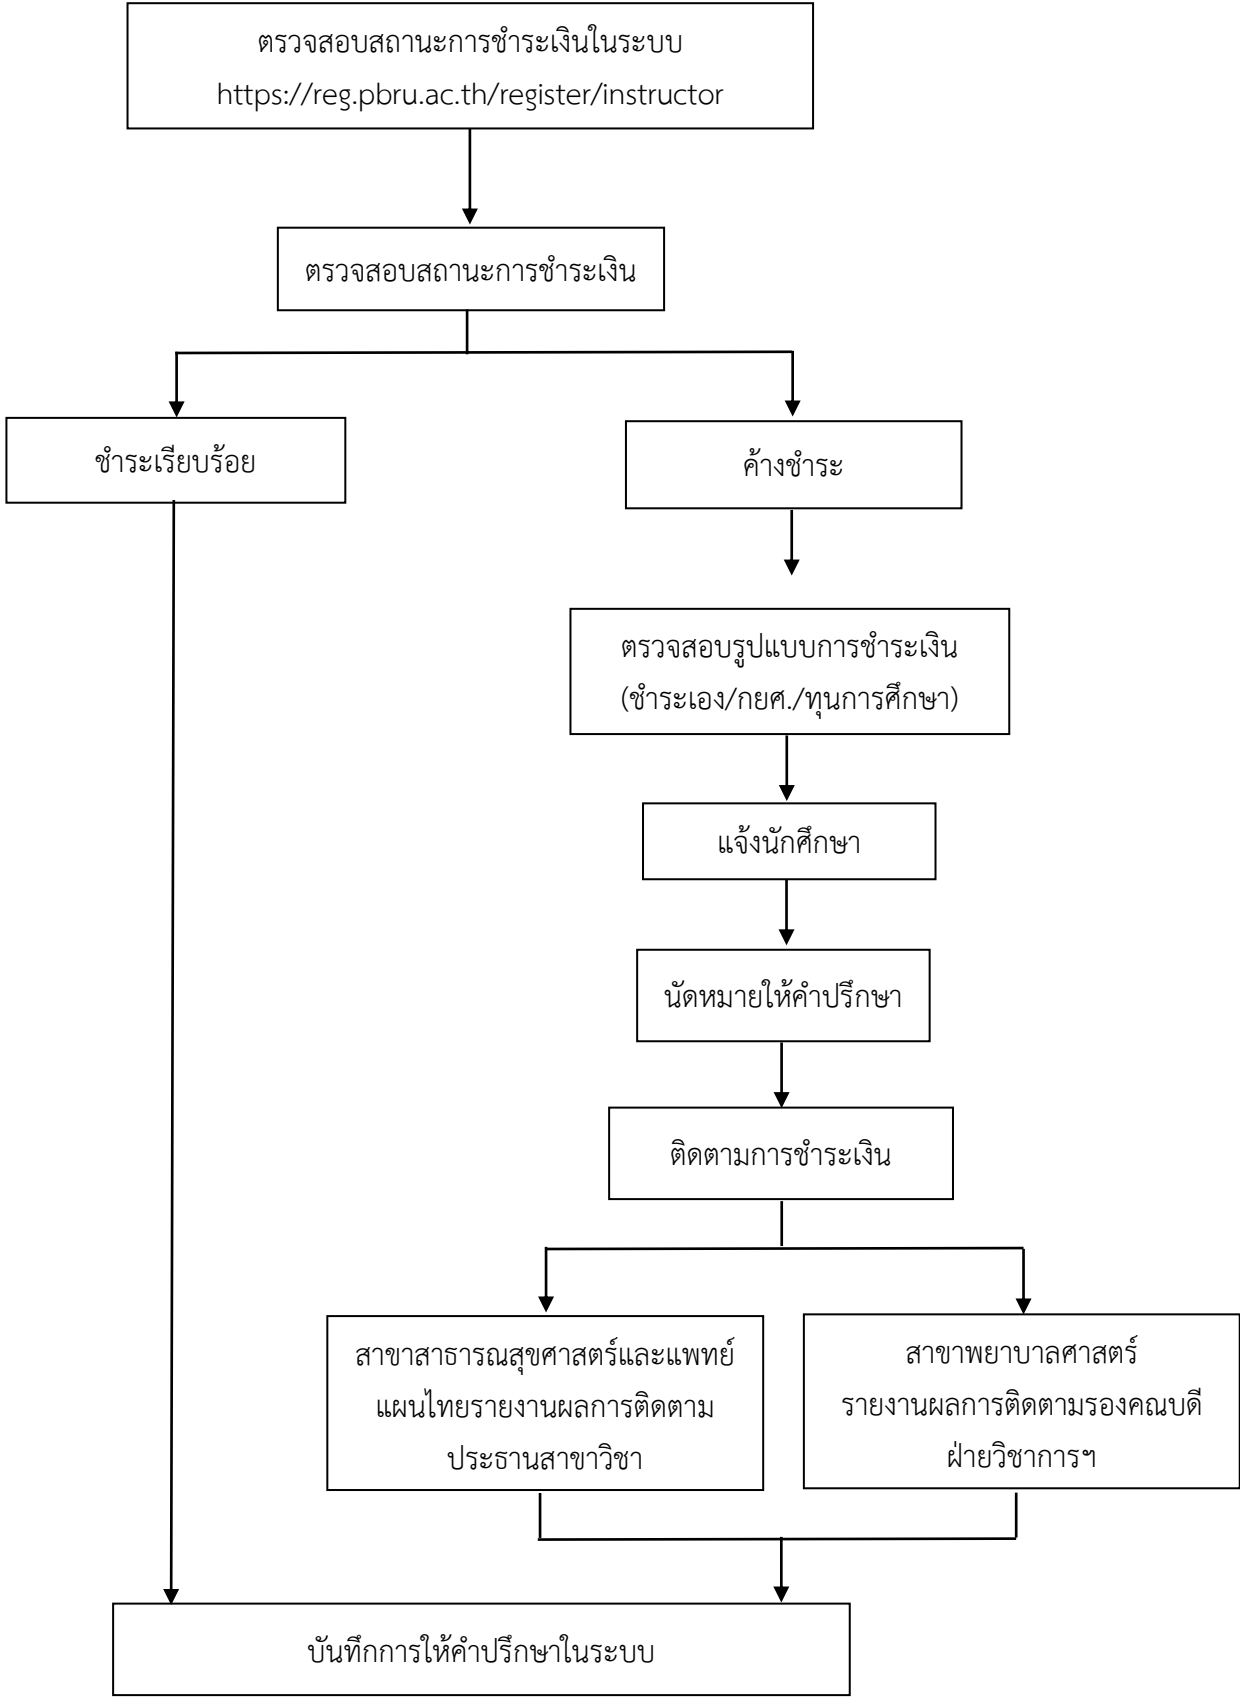 ตรวจสอบสถานะการชำระเงินในระบบ
https://reg.pbru.ac.th/register/instructor
ตรวจสอบสถานะการชำระเงิน
ชำระเรียบร้อย
ค้างชำระ
ตรวจสอบรูปแบบการชำระเงิน
(ชำระเอง/กยศ./ทุนการศึกษา)
แจ้งนักศึกษา
นัดหมายให้คำปรึกษา
ติดตามการชำระเงิน
สาขาสาธารณสุขศาสตร์และแพทย์
แผนไทยรายงานผลการติดตาม
ประธานสาขาวิชา
สาขาพยาบาลศาสตร์
รายงานผลการติดตามรองคณบดี
ฝ่ายวิชาการฯ
บันทึกการให้คำปรึกษาในระบบ